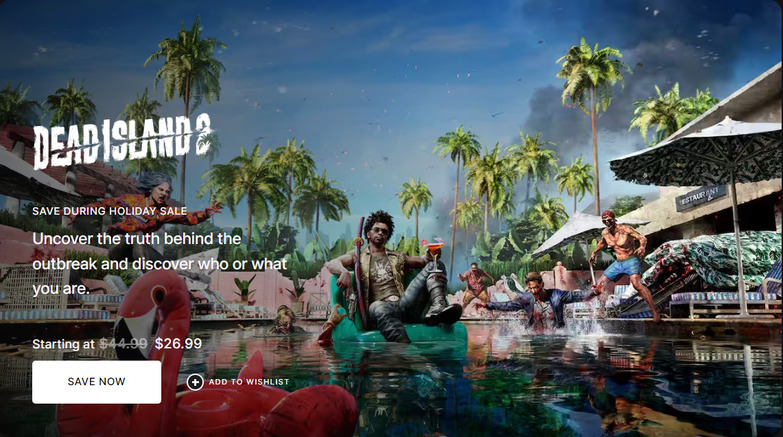 DEAD ISLAND 2
SAVE DURING HOLIDAY SALE
Uncover the truth behind the
outbreak and discover who or what
you are.
Starting at $44.99 $26.99
SAVE NOW
ADD TO WISHLIST
RESTAURANT